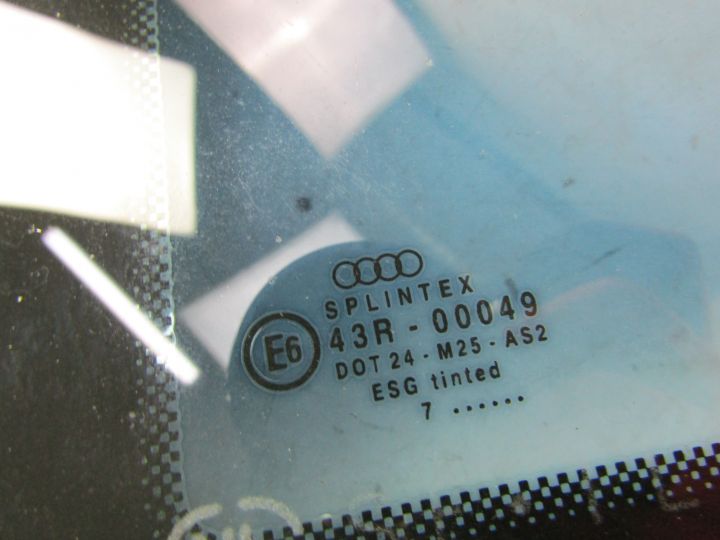 SPLINTEX
E6 43R - 00049
DOT 24 - M25 - AS2
ESG tinted
7 ......